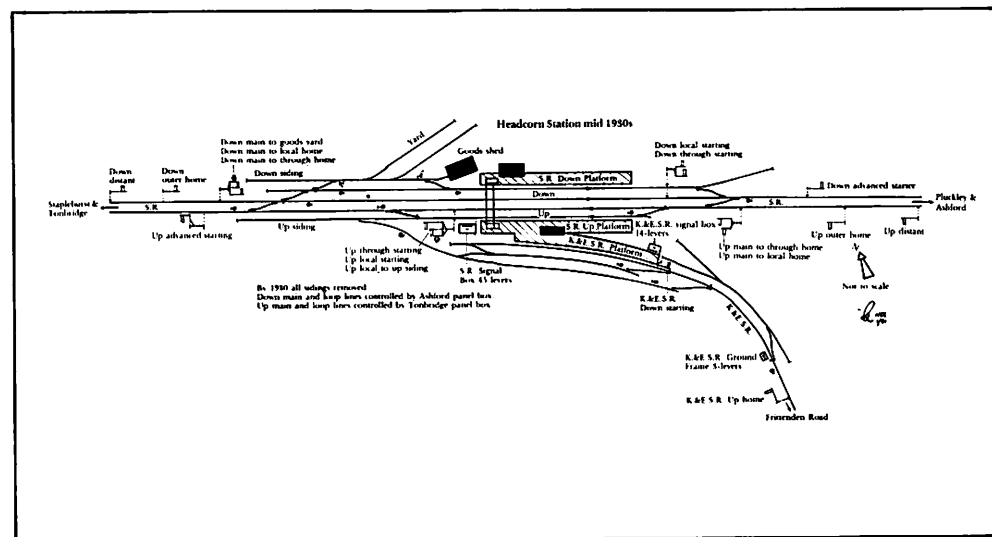 Headcorn Station mid 1930s
Yard
Goods shed
Down main to goods yard
Down main to local home
Down main to through home
Down siding
Down
distant
Down
outer home
Down local starting
Down through starting
S R Down Platform
Down
Down advanced starter
Staplehurst &
Tonbridge
S.R.
S.R.
Pluckley &
Ashford
Up advanced starting
Up siding
Up
S R Up Platform
K&E.S.R. Platform
K&E.S.R. signal box
14-levers
Up through starting
Up local starting
Up local to up siding
S.R. Signal
Box 45 levers
Up main to through home
Up main to local home
Up outer home
Up distant
N
Not to scale
By 1980 all sidings removed
Down main and loop lines controlled by Ashford panel box
Up main and loop lines controlled by Tonbridge panel box
K&E.S.R.
Down starting
K&E.S.R.
K.&E.S.R. Ground
Frame 3-levers
K&E.S.R. Up home
Frittenden Road